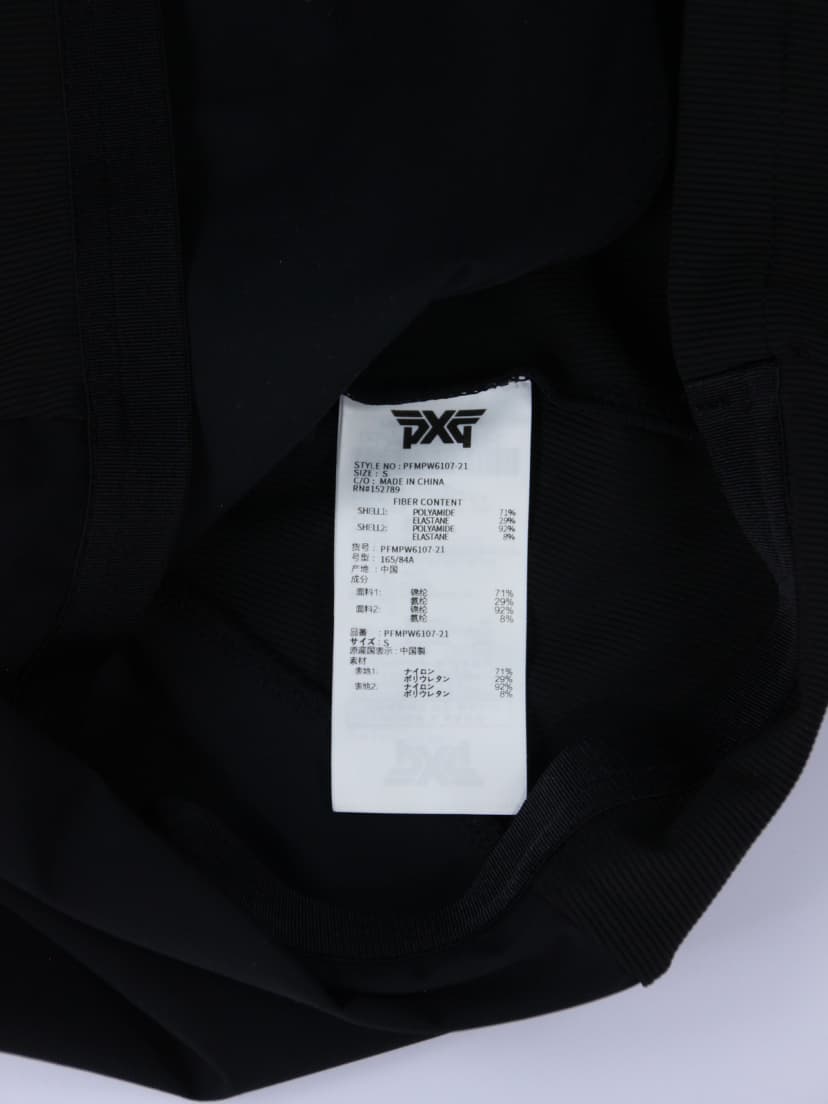 PXG
STYLE NO : PFMPW6107-21
SIZE : S
C/O : MADE IN CHINA
RN#152789
FIBER CONTENT
SHELL1: POLYAMIDE 71%
ELASTANE 29%
SHELL2: POLYAMIDE 92%
ELASTANE 8%
货号 : PFMPW6107-21
号型 : 165/84A
产地 : 中国
成分
面料1: 锦纶 71%
氨纶 29%
面料2: 锦纶 92%
氨纶 8%
品番 : PFMPW6107-21
サイズ : S
原産国表示 : 中国製
素材
表地1: ナイロン 71%
ポリウレタン 29%
表地2: ナイロン 92%
ポリウレタン 8%